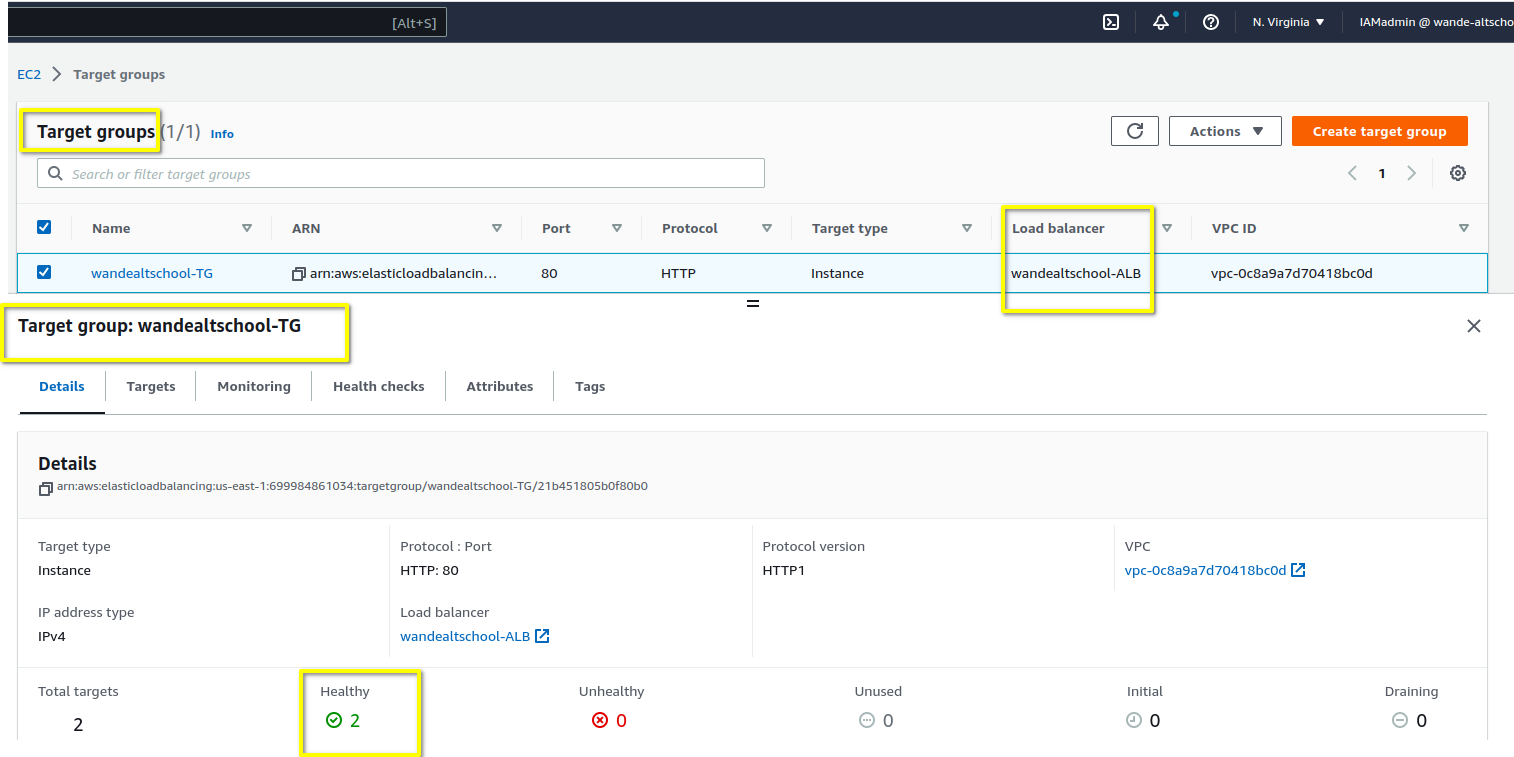 [Alt+S] N. Virginia IAMadmin @ wande-altscho
EC2 Target groups
Target groups (1/1) Info Actions Create target group
Search or filter target groups 1
Name ARN Port Protocol Target type Load balancer VPC ID
wandealtschool-TG arn:aws:elasticloadbalancin... 80 HTTP Instance wandealtschool-ALB vpc-0c8a9a7d70418bc0d
Target group: wandealtschool-TG
Details Targets Monitoring Health checks Attributes Tags
Details
arn:aws:elasticloadbalancing:us-east-1:699984861034:targetgroup/wandealtschool-TG/21b451805b0f80b0
Target type Protocol : Port Protocol version VPC
Instance HTTP: 80 HTTP1 vpc-0c8a9a7d70418bc0d
IP address type Load balancer
IPv4 wandealtschool-ALB
Total targets Healthy Unhealthy Unused Initial Draining
2 2 0 0 0 0